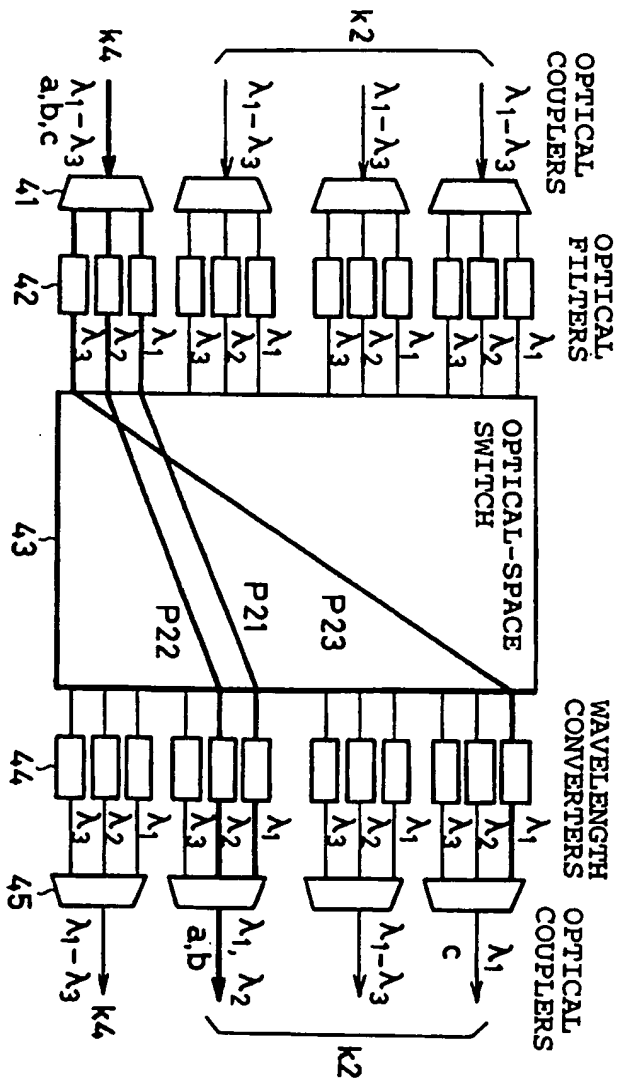 OPTICAL
COUPLERS
OPTICAL
FILTERS
WAVELENGTH
CONVERTERS
OPTICAL
COUPLERS
OPTICAL-SPACE
SWITCH
k2
λ1-λ3
λ1-λ3
λ1-λ3
k4
λ1-λ3
a,b,c
41
42
λ1
λ2
λ3
λ1
λ2
λ3
λ1
λ2
λ3
λ1
λ2
λ3
43
P23
P21
P22
44
λ1
λ2
λ3
λ1
λ2
λ3
λ1
λ2
λ3
λ1
λ2
λ3
45
λ1
c
λ1-λ3
λ1, λ2
a,b
k2
λ1-λ3
k4